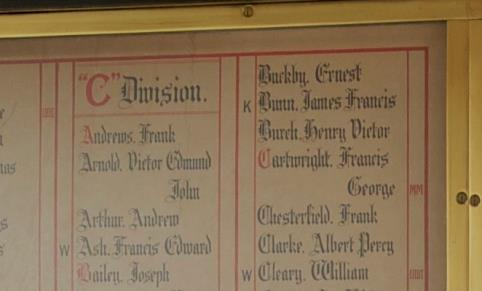 "C" Division.
Andrews. Frank
Arnold. Victor Edmund
John
Arthur. Andrew
W Ash. Francis Edward
Bailey. Joseph
Buckby. Ernest
K Bunn. James Francis
Burch. Henry Victor
Cartwright. Francis
George MM
Chesterfield. Frank
Clarke. Albert Percy
W Cleary. William